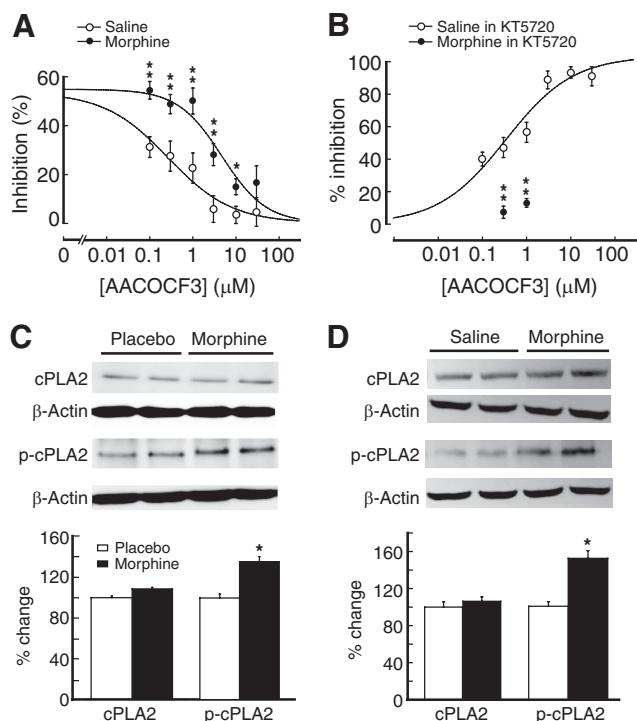 A
Saline
Morphine
Inhibition (%)
60
40
20
0
** ** ** ** *
0 0.01 0.1 1 10 100
[AACOCF3] (μM)
B
Saline in KT5720
Morphine in KT5720
% inhibition
100
80
60
40
20
0
** **
0.01 0.1 1 10 100
[AACOCF3] (μM)
C
Placebo Morphine
cPLA2
β-Actin
p-cPLA2
β-Actin
Placebo
Morphine
% change
160
120
80
40
0
*
cPLA2 p-cPLA2
D
Saline Morphine
cPLA2
β-Actin
p-cPLA2
β-Actin
% change
160
120
80
40
0
*
cPLA2 p-cPLA2